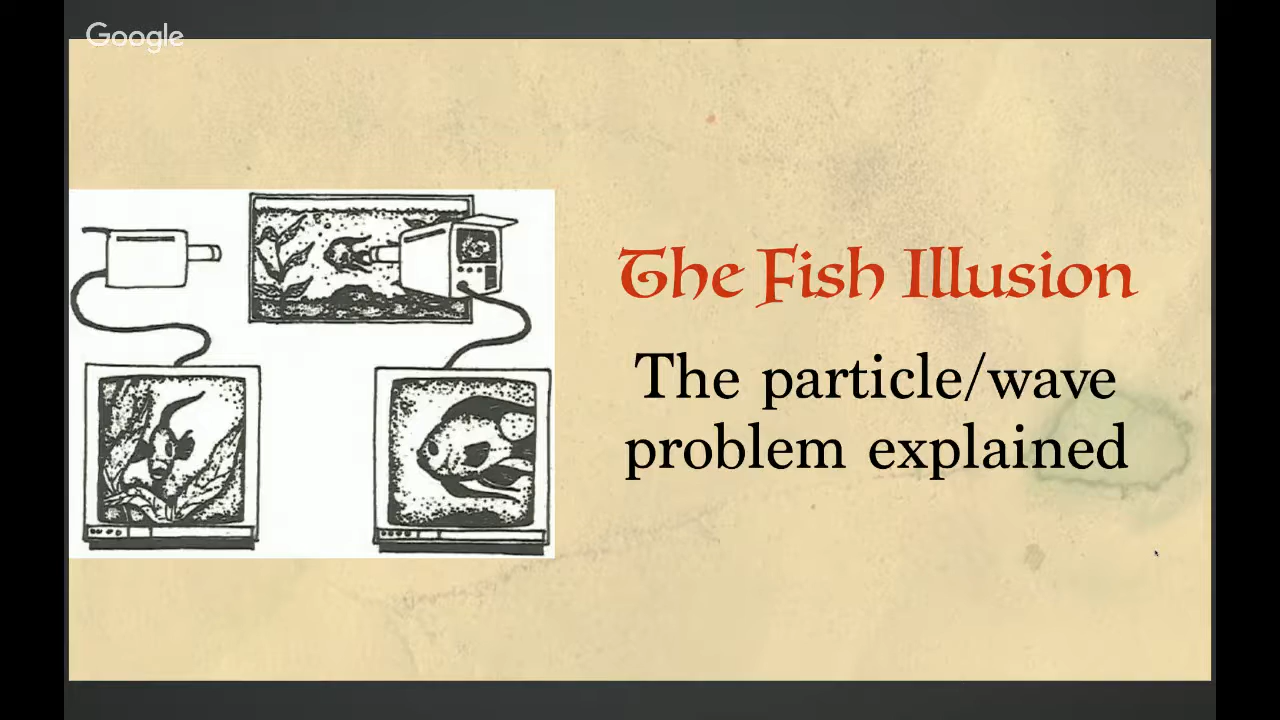 Google
The Fish Illusion
The particle/wave
problem explained